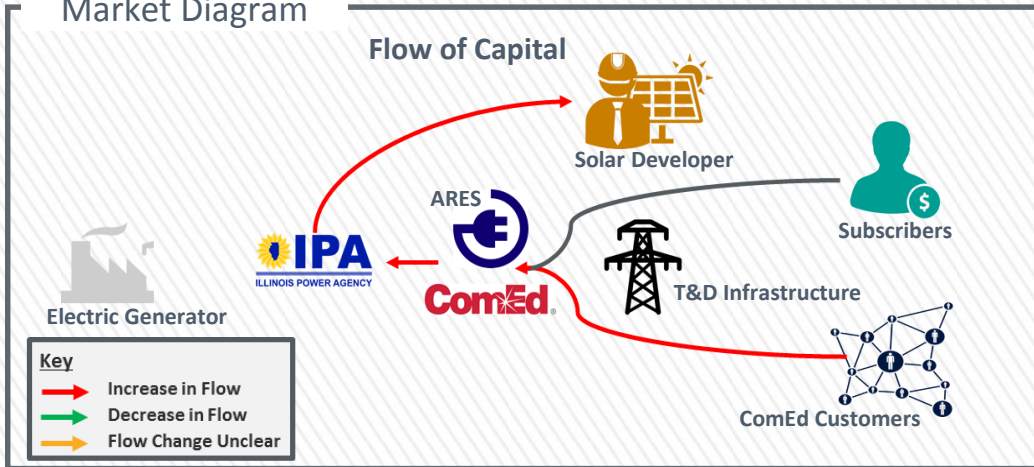 Market Diagram
Flow of Capital
Solar Developer
ARES
$
Subscribers
IPA
ILLINOIS POWER AGENCY
ComEd®
T&D Infrastructure
Electric Generator
Key
Increase in Flow
Decrease in Flow
Flow Change Unclear
ComEd Customers